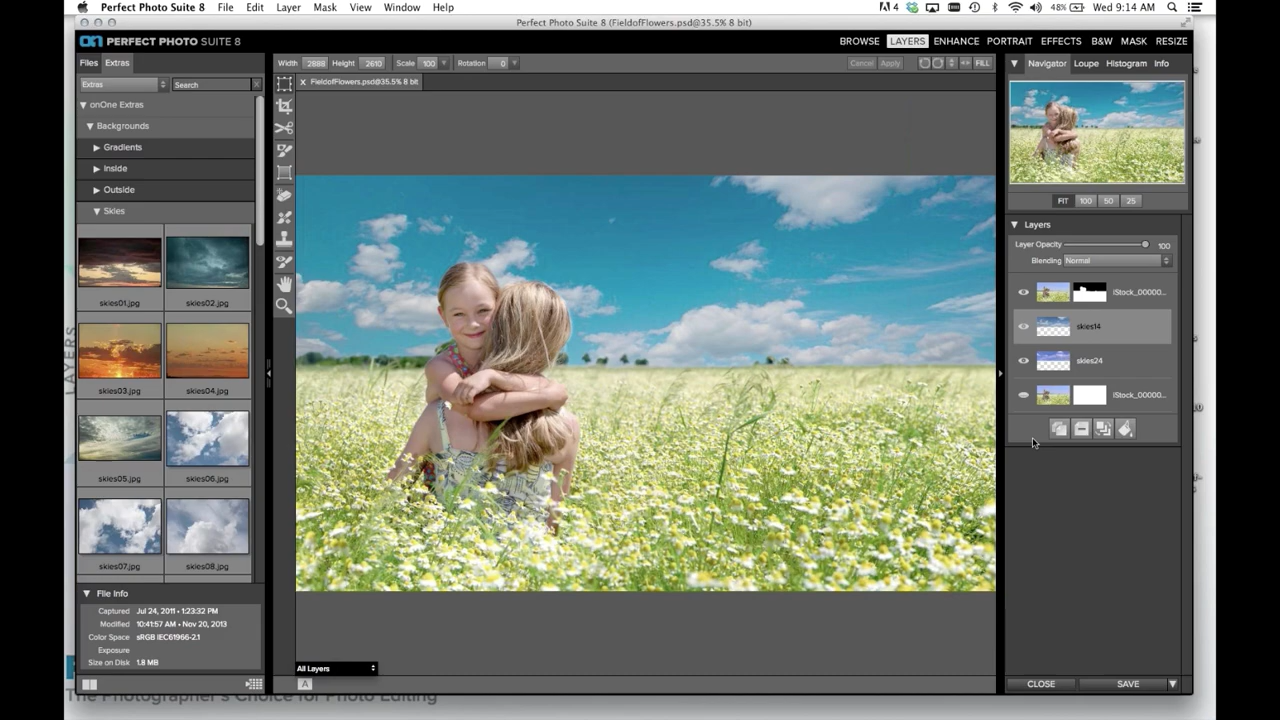 Perfect Photo Suite 8 File Edit Layer Mask View Window Help 4 48% Wed 9:14 AM
Perfect Photo Suite 8 (FieldofFlowers.psd@35.5% 8 bit)
on PERFECT PHOTO SUITE 8 BROWSE LAYERS ENHANCE PORTRAIT EFFECTS B&W MASK RESIZE
Files Extras Width 2888 Height 2610 Scale 100 Rotation 0 Cancel Apply FILL Navigator Loupe Histogram Info
Extras Search FieldofFlowers.psd@35.5% 8 bit
onOne Extras
Backgrounds
Gradients
Inside
Outside
Skies
skies01.jpg skies02.jpg
skies03.jpg skies04.jpg
skies05.jpg skies06.jpg
skies07.jpg skies08.jpg
File Info
Captured Jul 24, 2011 • 1:23:32 PM
Modified 10:41:57 AM • Nov 20, 2013
Color Space sRGB IEC61966-2.1
Exposure
Size on Disk 1.8 MB
All Layers
A
FIT 100 50 25
Layers
Layer Opacity 100
Blending Normal
iStock_00000...
skies14
skies24
iStock_00000...
CLOSE SAVE
LAYERS
The Photographer's Choice for Photo Editing